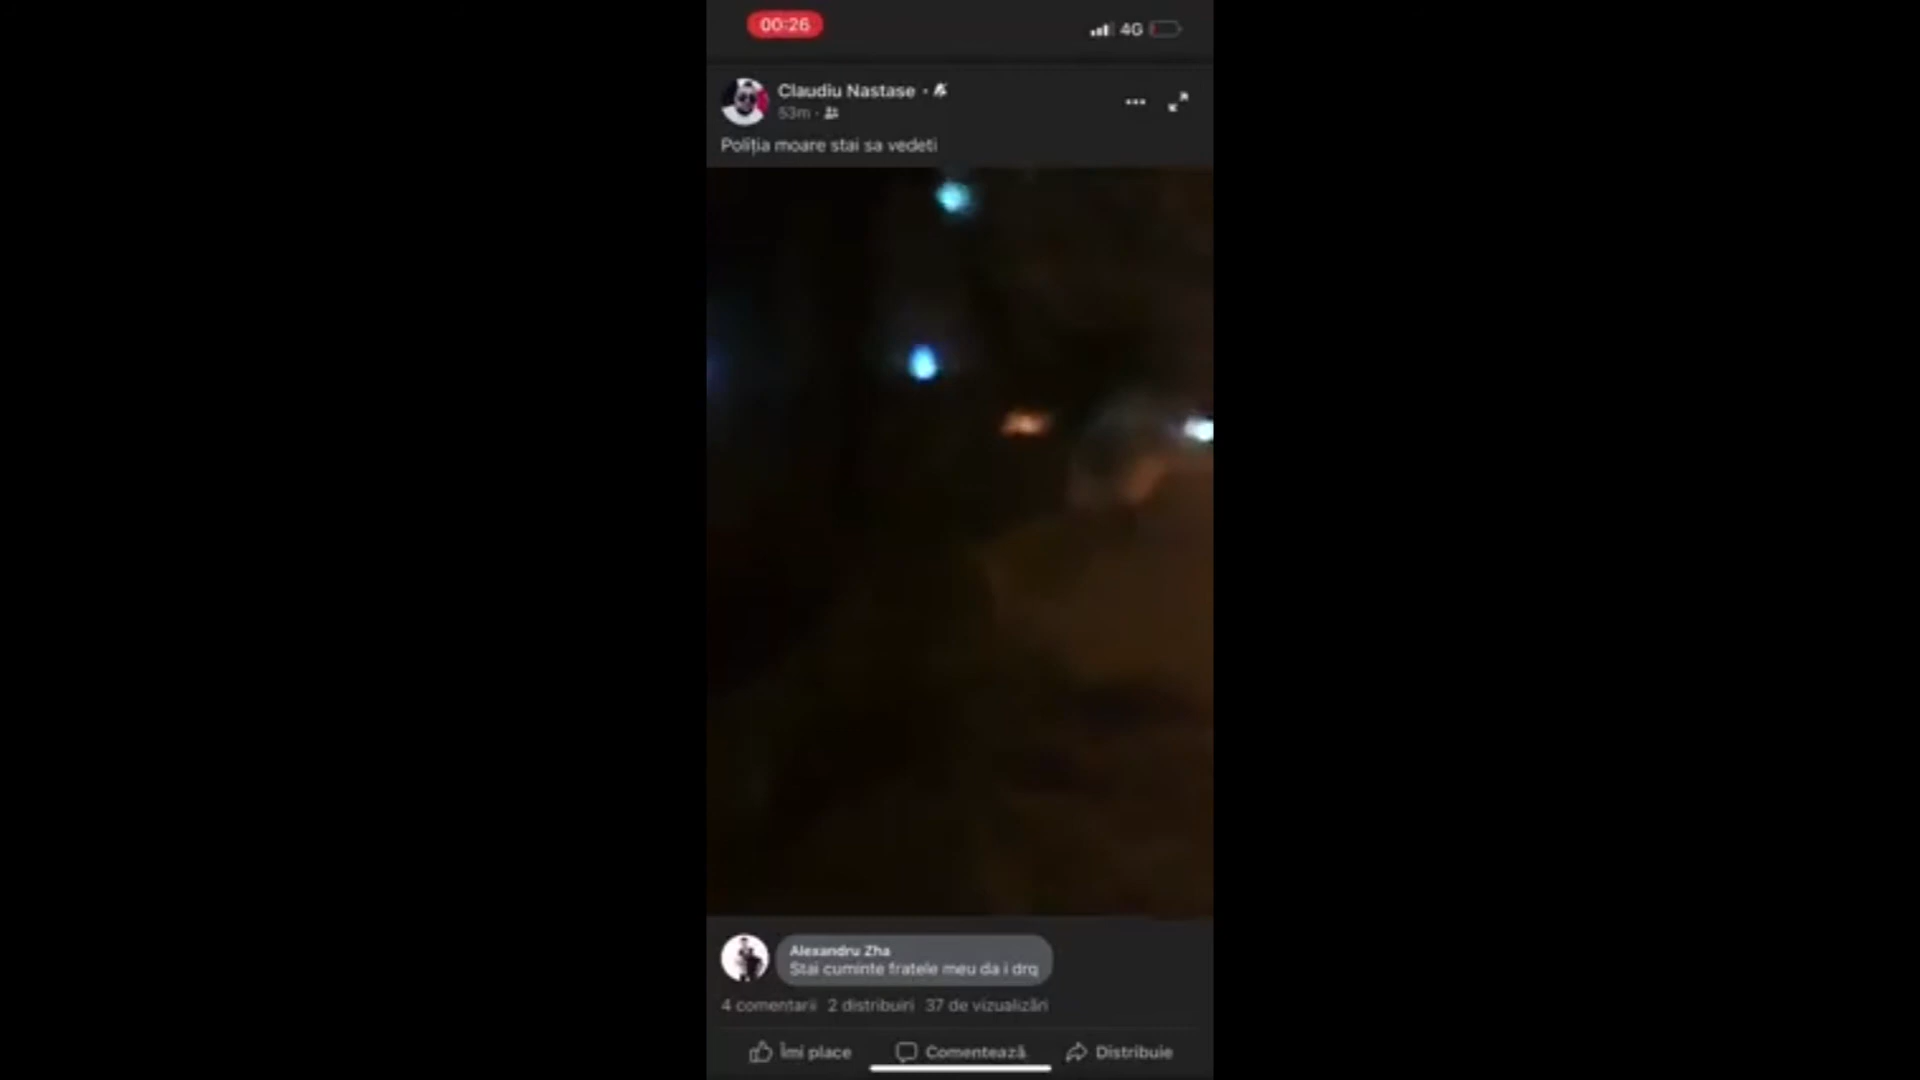 00:26
4G
Claudiu Nastase
53m
Poliția moare stai sa vedeti
Alexandru Zha
Stai cuminte fratele meu da i drq
4 comentarii 2 distribuiri 37 de vizualizări
Îmi place Comentează Distribuie